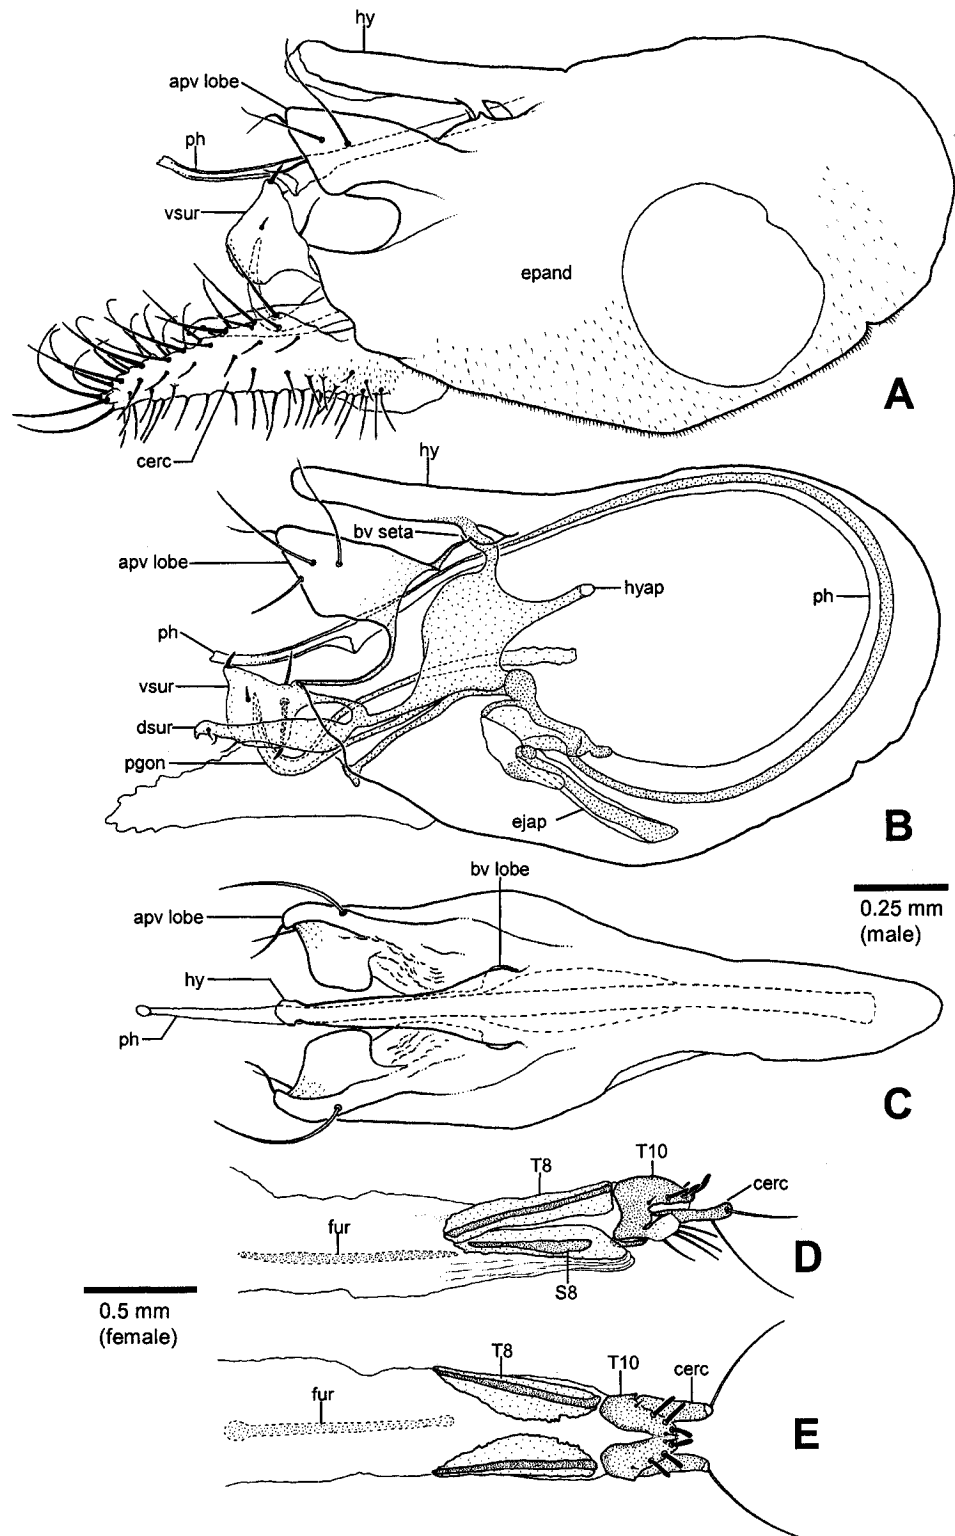 hy
apv lobe
ph
vsur
epand
A
cerc
hy
bv seta
apv lobe
hyap
ph
ph
vsur
dsur
pgon
ejap
B
bv lobe
0.25 mm
(male)
apv lobe
hy
ph
C
T10
T8
cerc
fur
D
S8
0.5 mm
(female)
T8
T10
cerc
fur
E